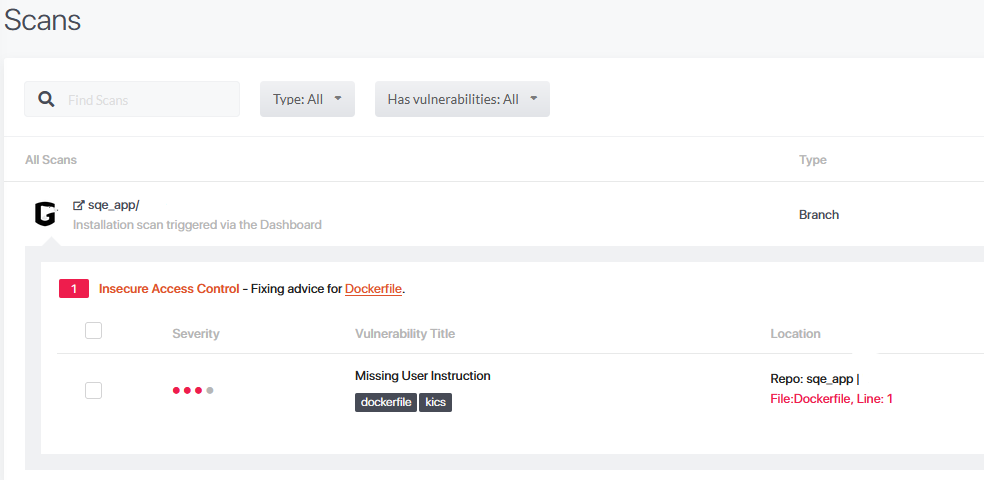 Scans
Find Scans
Type: All
Has vulnerabilities: All
All Scans
Type
G
sqe_app/
Installation scan triggered via the Dashboard
Branch
1
Insecure Access Control - Fixing advice for Dockerfile.
Severity
Vulnerability Title
Location
Missing User Instruction
dockerfile
kics
Repo: sqe_app |
File:Dockerfile, Line: 1